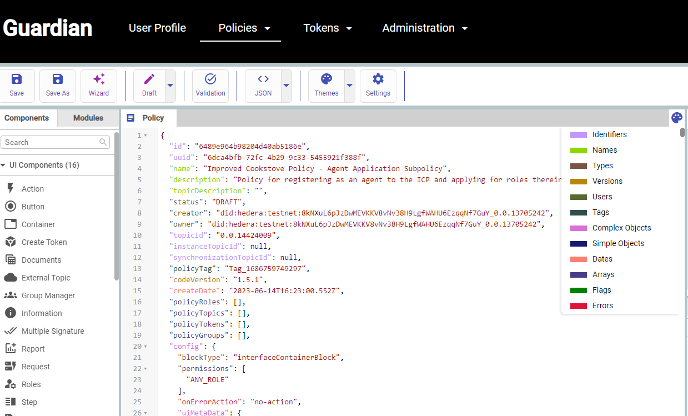 Guardian
User Profile
Policies
Tokens
Administration
Save
Save As
Wizard
Draft
Validation
JSON
Themes
Settings
Components
Modules
Policy
Search
UI Components (16)
Action
Button
Container
Create Token
Documents
External Topic
Group Manager
Information
Multiple Signature
Report
Request
Roles
Step
1 {
2 "id": "6489e964b98204d40ab5186e",
3 "uuid": "6dca4bfb-72fc-4b29-9c33-5453921f388f",
4 "name": "Improved Cookstove Policy - Agent Application Subpolicy",
5 "description": "Policy for registering as an agent to the ICP and applying for roles therein
6 "topicDescription": "",
7 "status": "DRAFT",
8 "creator": "did:hedera:testnet:8kNXuL6pJzDwMEVKKV8vNvJ8H9LgfWAHU6EzqqNf7GuY_0.0.13705242",
9 "owner": "did:hedera:testnet:8kNXuL6pJzDwMEVKKV8vNvJ8H9LgfWAHU6EzqqNf7GuY_0.0.13705242",
10 "topicId": "0.0.14424009",
11 "instanceTopicId": null,
12 "synchronizationTopicId": null,
13 "policyTag": "Tag_1686759749297",
14 "codeVersion": "1.5.1",
15 "createDate": "2023-06-14T16:23:00.552Z",
16 "policyRoles": [],
17 "policyTopics": [],
18 "policyTokens": [],
19 "policyGroups": [],
20 "config": {
21 "blockType": "interfaceContainerBlock",
22 "permissions": [
23 "ANY_ROLE"
24 ],
25 "onErrorAction": "no-action",
26 "uiMetaData": {
Identifiers
Names
Types
Versions
Users
Tags
Complex Objects
Simple Objects
Dates
Arrays
Flags
Errors